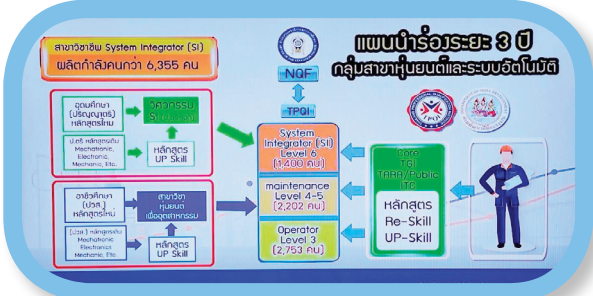 สาขาวิชาชีพ System Integrator (SI)
ผลิตกำลังคนกว่า 6,355 คน
แผนนำร่องระยะ 3 ปี
กลุ่มสาขาหุ่นยนต์และระบบอัตโนมัติ
NQF
TPQI
TPQI
อุดมศึกษา
(ปริญญาตรี)
หลักสูตรใหม่
วิศวกรรม
ป.ตรี หลักสูตรเดิม
Mechatronic,
Electronic,
Mechanic, Etc.
หลักสูตร
UP Skill
อาชีวศึกษา
(ปวส.)
หลักสูตรใหม่
สาขาวิชา
หุ่นยนต์
เพื่ออุตสาหกรรม
(ปวส.) หลักสูตรเดิม
Mechatronic
Electronics
Mechanic, Etc.
หลักสูตร
UP Skill
System
Integrator (SI)
Level 6
(1,400 คน)
maintenance
Level 4-5
(2,202 คน)
Operator
Level 3
(2,753 คน)
CoRE
TGI
TARA/Public
ITC
หลักสูตร
Re-Skill
UP-Skill